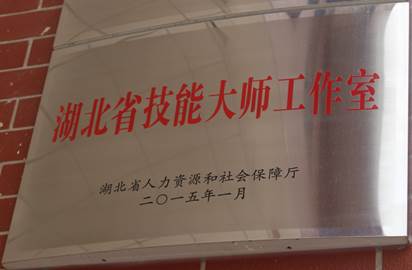 湖北省技能大师工作室
湖北省人力资源和社会保障厅
二〇一五年一月